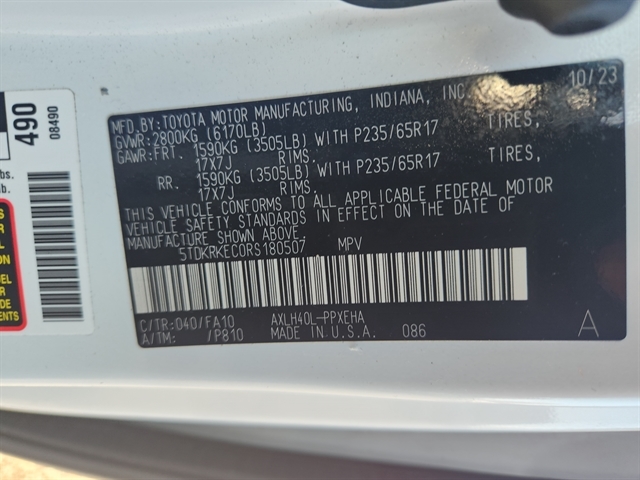 MFD.BY:TOYOTA MOTOR MANUFACTURING, INDIANA, INC. 10/23
GVWR:2800KG (6170LB)
GAWR:FRT. 1590KG (3505LB) WITH P235/65R17 TIRES,
17X7J RIMS.
RR. 1590KG (3505LB) WITH P235/65R17 TIRES,
17X7J RIMS.
THIS VEHICLE CONFORMS TO ALL APPLICABLE FEDERAL MOTOR
VEHICLE SAFETY STANDARDS IN EFFECT ON THE DATE OF
MANUFACTURE SHOWN ABOVE.
5TDKRKEC0RS180507 MPV
C/TR:040/FA10 AXLH40L-PPXEHA
A/TM: /P810 MADE IN U.S.A. 086 A
490
08490